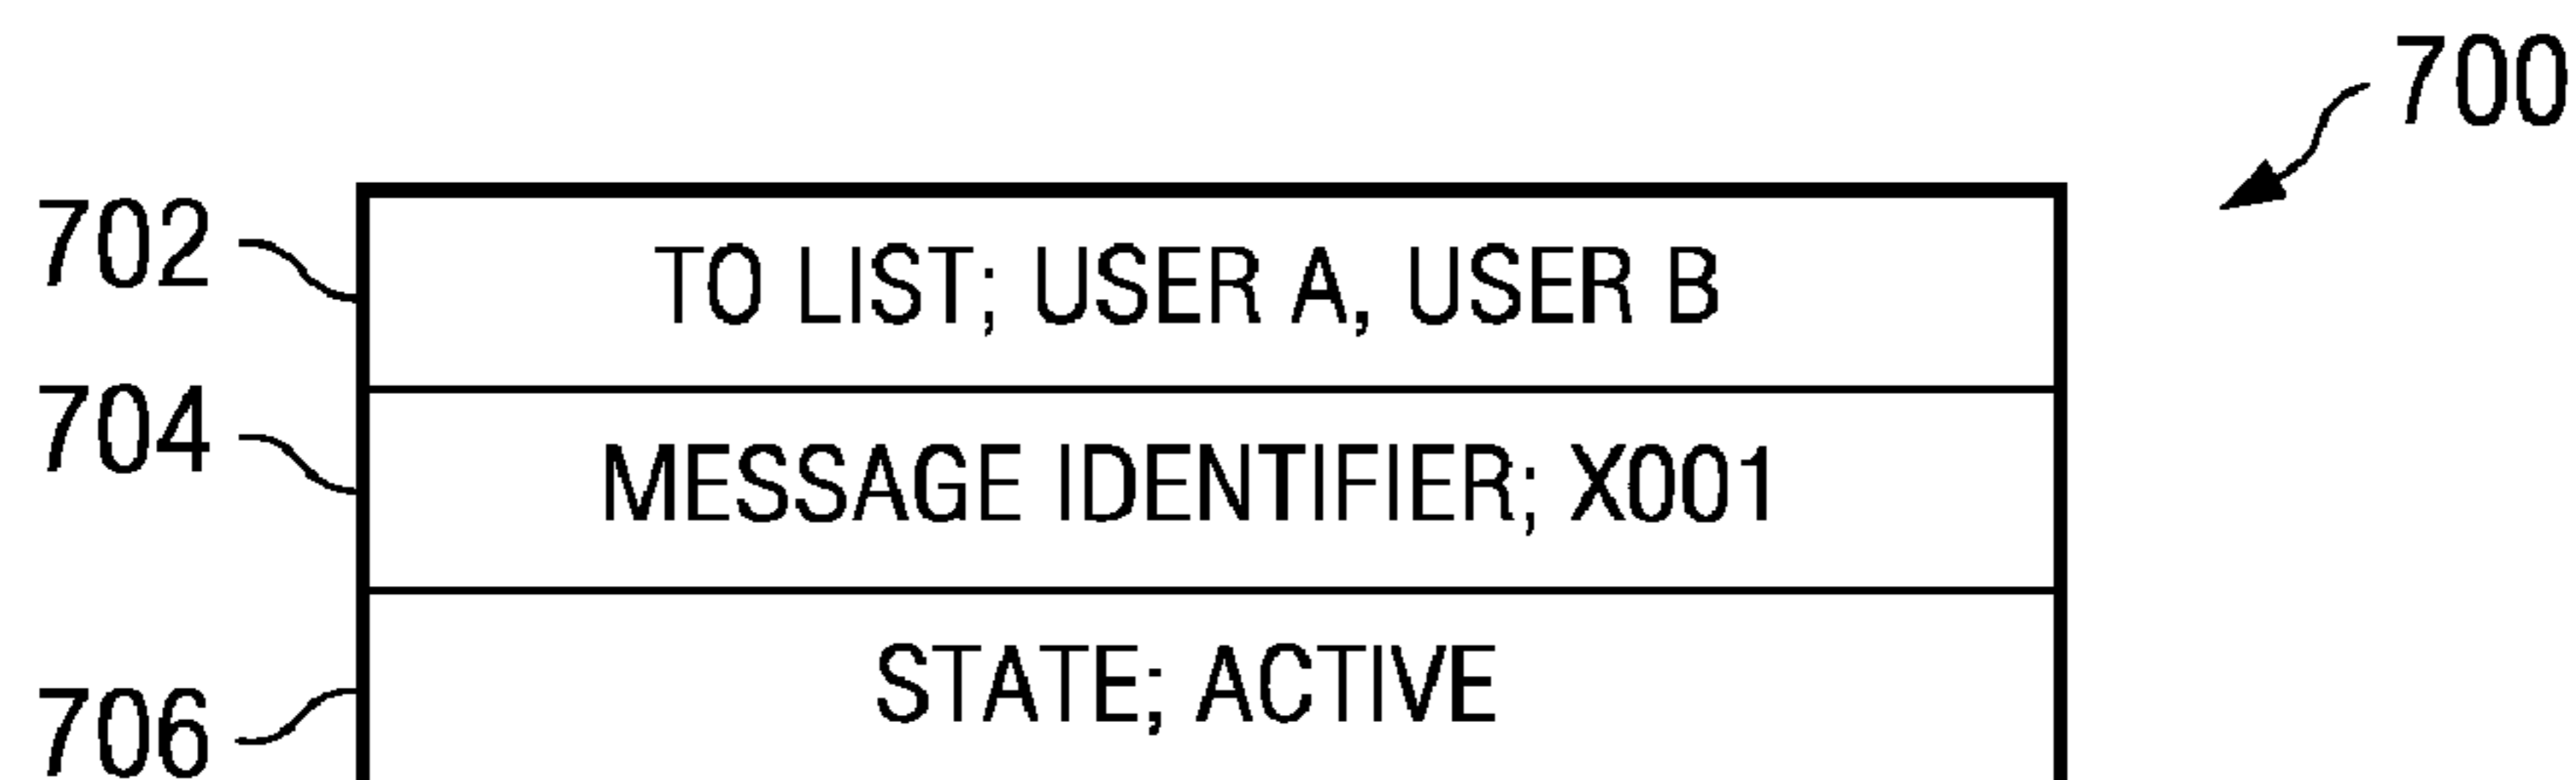 700
702 TO LIST; USER A, USER B
704 MESSAGE IDENTIFIER; X001
706 STATE; ACTIVE